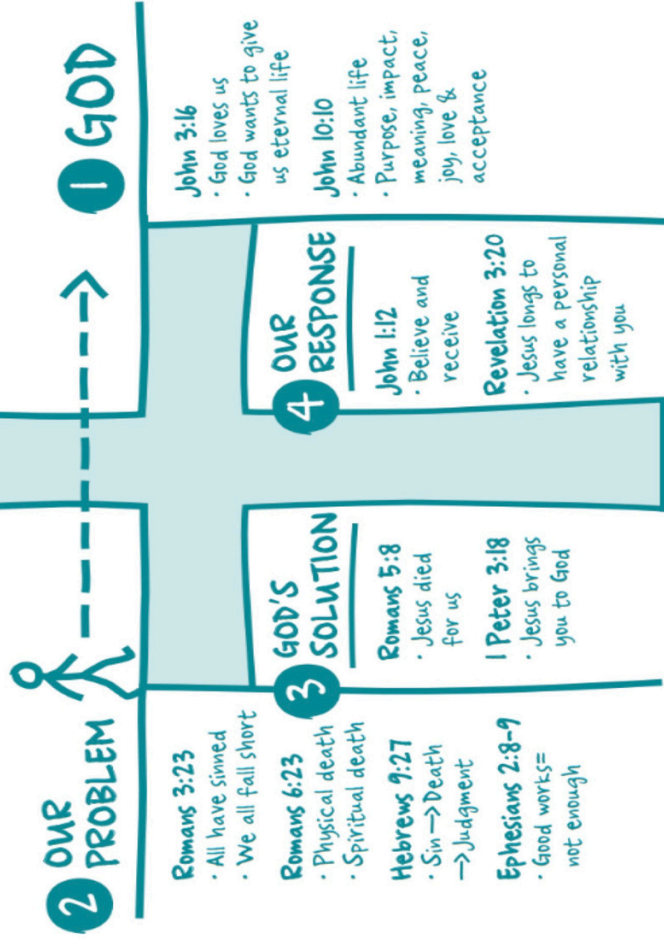 1 GOD
John 3:16
· God loves us
· God wants to give
us eternal life
John 10:10
· Abundant life
· Purpose, impact,
meaning, peace,
joy, love &
acceptance
2 OUR
PROBLEM
Romans 3:23
· All have sinned
· We all fall short
Romans 6:23
· Physical death
· Spiritual death
Hebrews 9:27
· Sin → Death
→ Judgment
Ephesians 2:8-9
· Good works=
not enough
3 GOD'S
SOLUTION
Romans 5:8
· Jesus died
for us
1 Peter 3:18
· Jesus brings
you to God
4 OUR
RESPONSE
John 1:12
· Believe and
receive
Revelation 3:20
· Jesus longs to
have a personal
relationship
with you